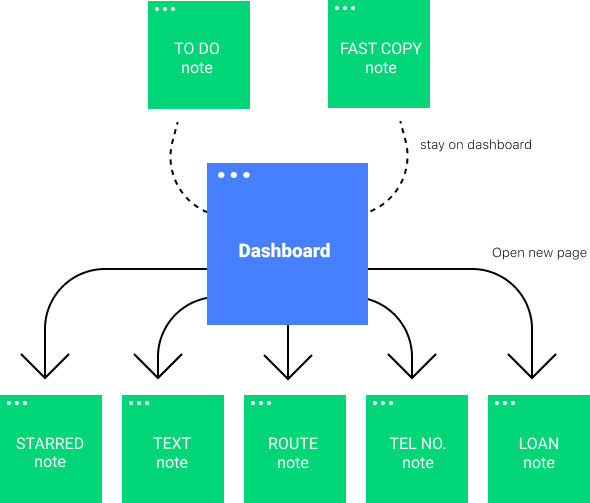 TO DO
note
FAST COPY
note
stay on dashboard
Dashboard
Open new page
STARRED
note
TEXT
note
ROUTE
note
TEL NO.
note
LOAN
note